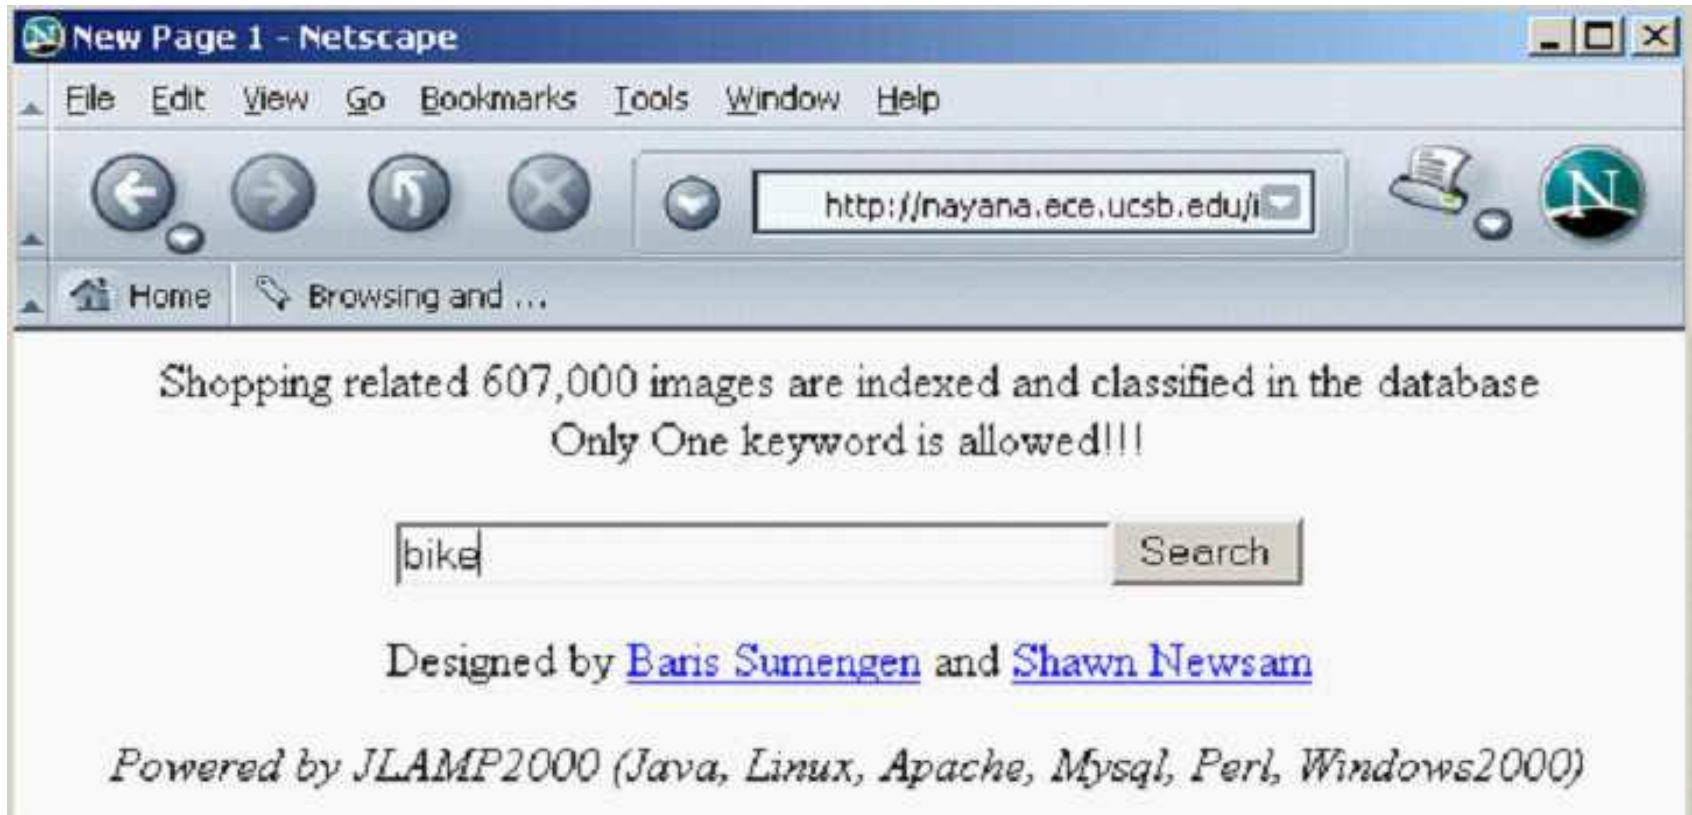 New Page 1 - Netscape
File Edit View Go Bookmarks Tools Window Help
http://nayana.ece.ucsb.edu/i
N
Home Browsing and ...
Shopping related 607,000 images are indexed and classified in the database
Only One keyword is allowed!!!
bike Search
Designed by Baris Sumengen and Shawn Newsam
Powered by JLAMP2000 (Java, Linux, Apache, Mysql, Perl, Windows2000)